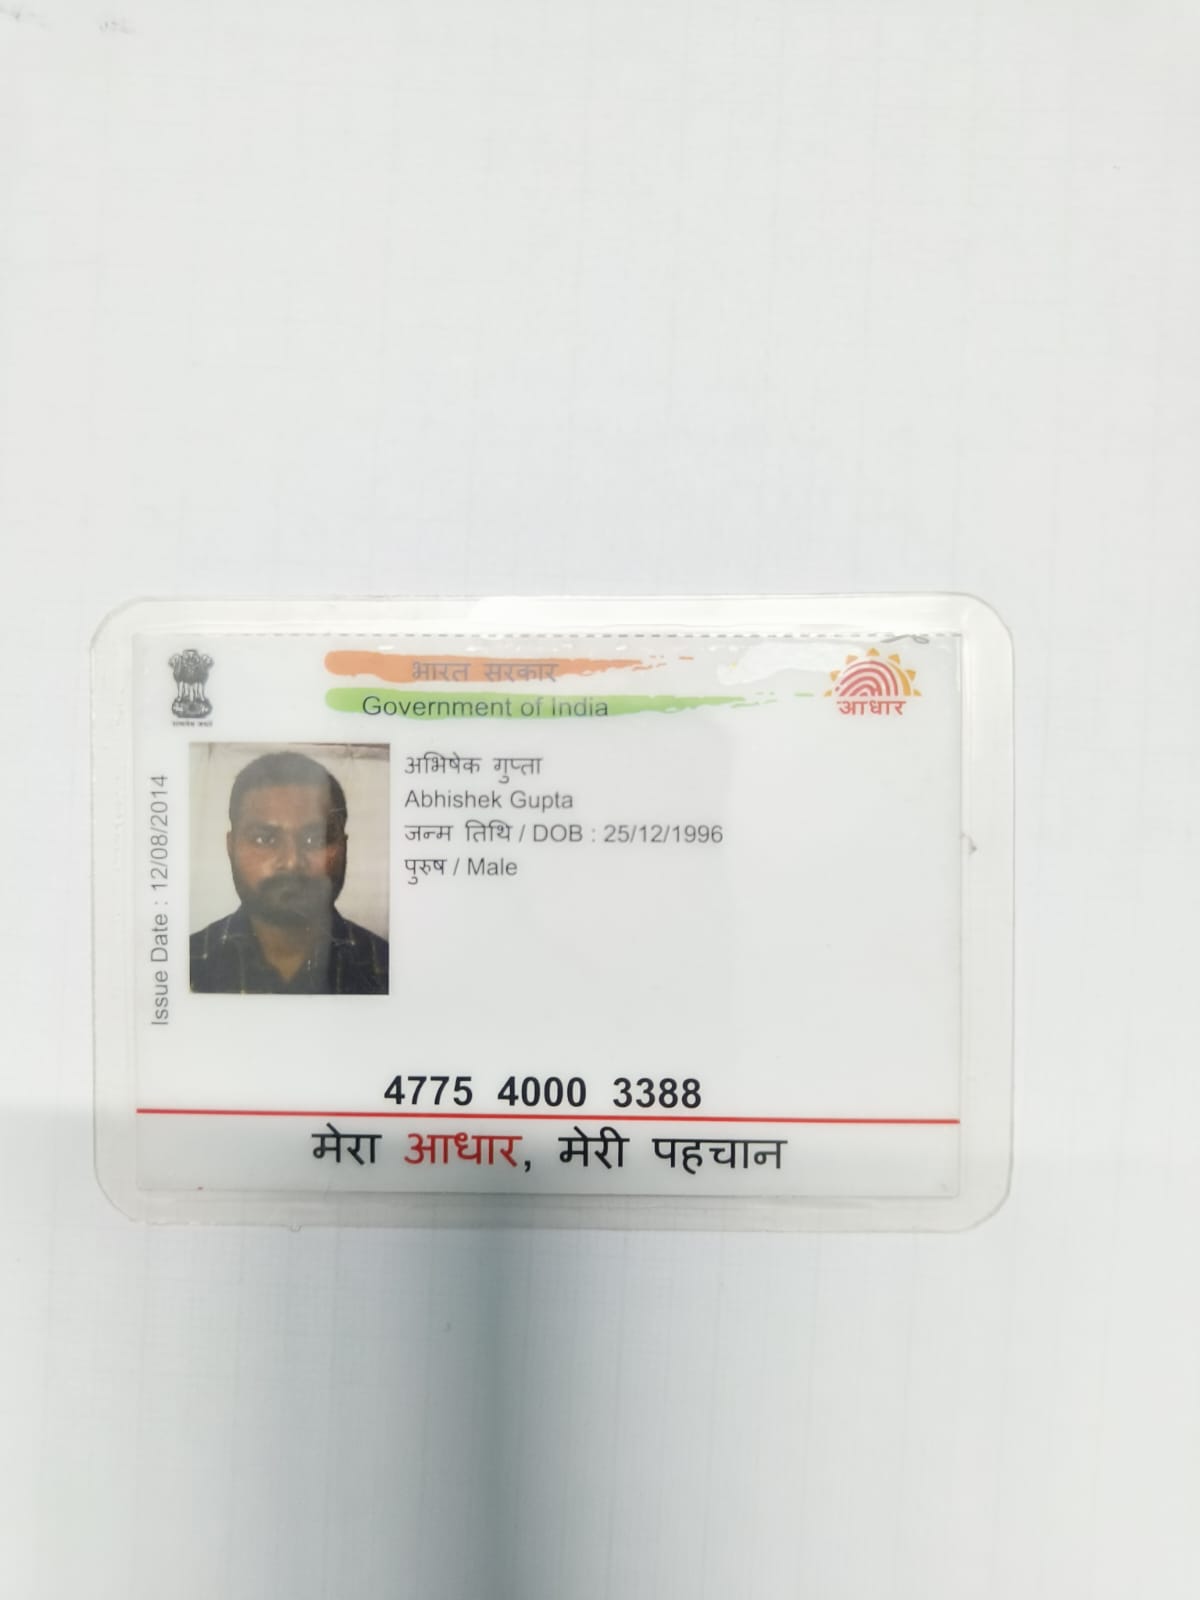 भारत सरकार
Government of India
आधार
सत्यमेव जयते
Issue Date : 12/08/2014
अभिषेक गुप्ता
Abhishek Gupta
जन्म तिथि / DOB : 25/12/1996
पुरुष / Male
4775 4000 3388
मेरा आधार, मेरी पहचान